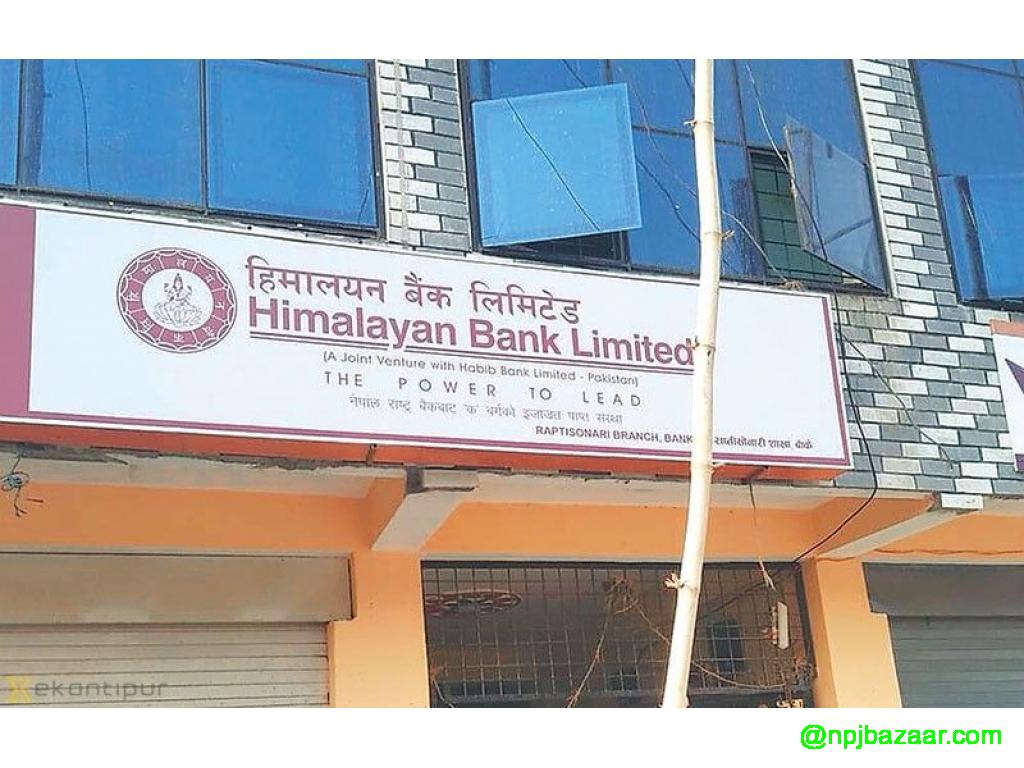 हिमालयन बैंक लिमिटेड
Himalayan Bank Limited
(A Joint Venture with Habib Bank Limited - Pakistan)
THE POWER TO LEAD
नेपाल राष्ट्र बैंकबाट 'क' वर्गको इजाजत प्राप्त संस्था
RAPTISONARI BRANCH, BANKE राप्तीसोनारी शाखा, बाँके
ekantipur
@npjbazaar.com